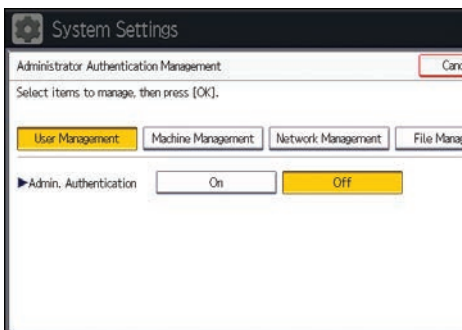 System Settings
Administrator Authentication Management
Select items to manage, then press [OK].
User Management Machine Management Network Management File
▶Admin. Authentication On Off